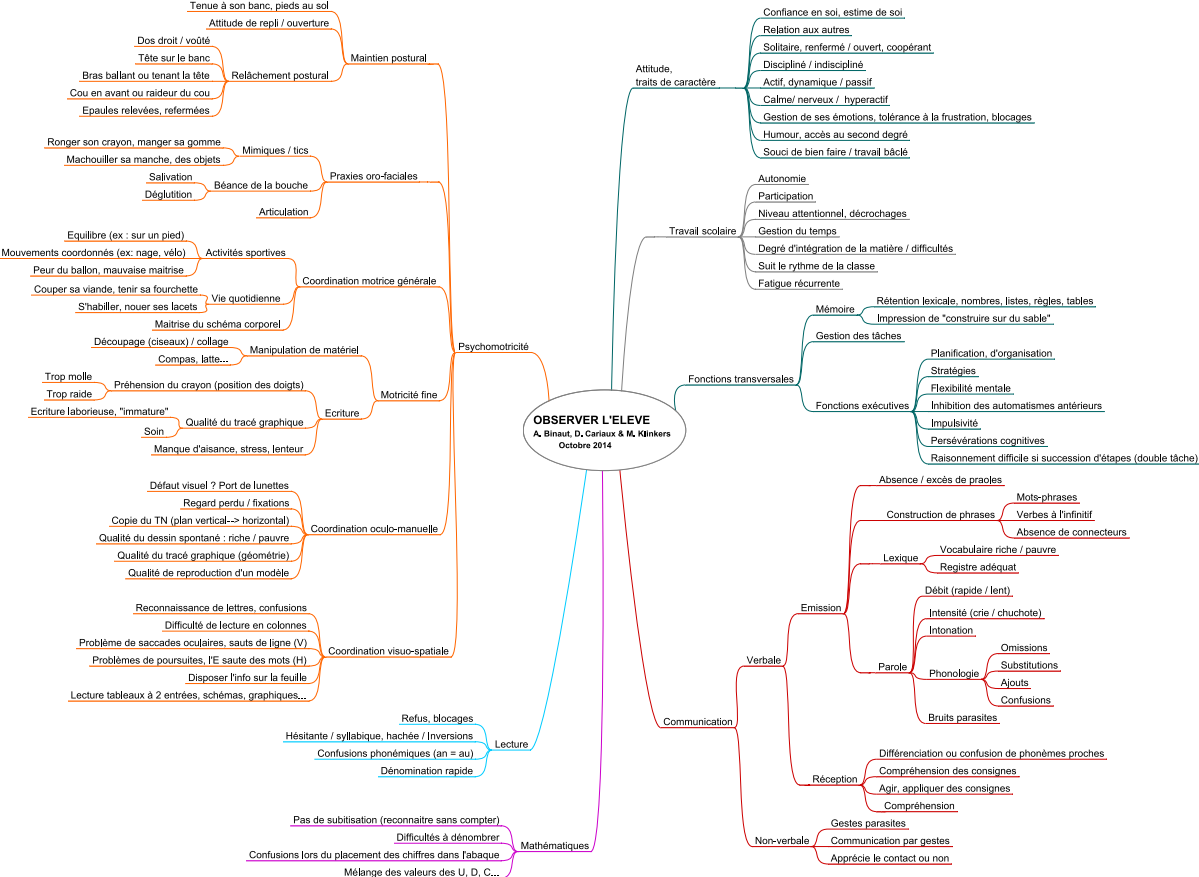 OBSERVER L'ELEVE
A. Binaut, D. Cariaux & M. Klinkers
Octobre 2014
Attitude,
traits de caractère
Confiance en soi, estime de soi
Relation aux autres
Solitaire, renfermé / ouvert, coopérant
Discipliné / indiscipliné
Actif, dynamique / passif
Calme/ nerveux /  hyperactif
Gestion de ses émotions, tolérance à la frustration, blocages
Humour, accès au second degré
Souci de bien faire / travail bâclé
Travail scolaire
Autonomie
Participation
Niveau attentionnel, décrochages
Gestion du temps
Degré d'intégration de la matière / difficultés
Suit le rythme de la classe
Fatigue récurrente
Fonctions transversales
Mémoire
Rétention lexicale, nombres, listes, règles, tables
Impression de "construire sur du sable"
Gestion des tâches
Fonctions exécutives
Planification, d'organisation
Stratégies
Flexibilité mentale
Inhibition des automatismes antérieurs
Impulsivité
Persévérations cognitives
Raisonnement difficile si succession d'étapes (double tâche)
Communication
Verbale
Emission
Absence / excès de praoles
Construction de phrases
Mots-phrases
Verbes à l'infinitif
Absence de connecteurs
Lexique
Vocabulaire riche / pauvre
Registre adéquat
Parole
Débit (rapide / lent)
Intensité (crie / chuchote)
Intonation
Phonologie
Omissions
Substitutions
Ajouts
Confusions
Bruits parasites
Réception
Différenciation ou confusion de phonèmes proches
Compréhension des consignes
Agir, appliquer des consignes
Compréhension
Non-verbale
Gestes parasites
Communication par gestes
Apprécie le contact ou non
Psychomotricité
Maintien postural
Tenue à son banc, pieds au sol
Attitude de repli / ouverture
Relâchement postural
Dos droit / voûté
Tête sur le banc
Bras ballant ou tenant la tête
Cou en avant ou raideur du cou
Epaules relevées, refermées
Praxies oro-faciales
Mimiques / tics
Ronger son crayon, manger sa gomme
Machouiller sa manche, des objets
Béance de la bouche
Salivation
Déglutition
Articulation
Coordination motrice générale
Activités sportives
Equilibre (ex : sur un pied)
Mouvements coordonnés (ex: nage, vélo)
Peur du ballon, mauvaise maitrise
Vie quotidienne
Couper sa viande, tenir sa fourchette
S'habiller, nouer ses lacets
Maitrise du schéma corporel
Motricité fine
Manipulation de matériel
Découpage (ciseaux) / collage
Compas, latte...
Ecriture
Préhension du crayon (position des doigts)
Trop molle
Trop raide
Qualité du tracé graphique
Ecriture laborieuse, "immature"
Soin
Manque d'aisance, stress, lenteur
Coordination oculo-manuelle
Défaut visuel ? Port de lunettes
Regard perdu / fixations
Copie du TN (plan vertical--> horizontal)
Qualité du dessin spontané : riche / pauvre
Qualité du tracé graphique (géométrie)
Qualité de reproduction d'un modèle
Coordination visuo-spatiale
Reconnaissance de lettres, confusions
Difficulté de lecture en colonnes
Problème de saccades oculaires, sauts de ligne (V)
Problèmes de poursuites, l'E saute des mots (H)
Disposer l'info sur la feuille
Lecture tableaux à 2 entrées, schémas, graphiques...
Lecture
Refus, blocages
Hésitante / syllabique, hachée / Inversions
Confusions phonémiques (an = au)
Dénomination rapide
Mathématiques
Pas de subitisation (reconnaitre sans compter)
Difficultés à dénombrer
Confusions lors du placement des chiffres dans l'abaque
Mélange des valeurs des U, D, C...